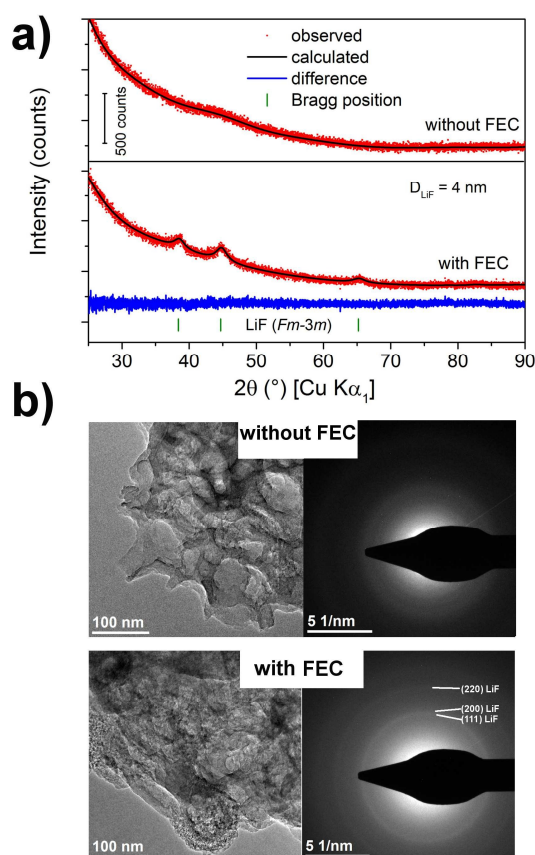 a)
observed
calculated
difference
Bragg position
500 counts
without FEC
D_LiF = 4 nm
with FEC
LiF (Fm-3m)
Intensity (counts)
30 40 50 60 70 80 90
2θ (°) [Cu Kα₁]
b)
without FEC
100 nm
5 1/nm
with FEC
(220) LiF
(200) LiF
(111) LiF
100 nm
5 1/nm